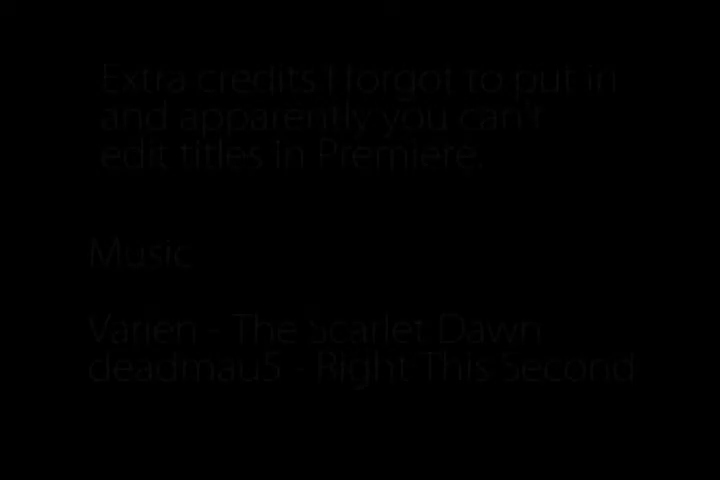 Extra credits I forgot to put in
and apparently you can't
edit titles in Premiere.
Music
Varien - The Scarlet Dawn
deadmau5 - Right This Second